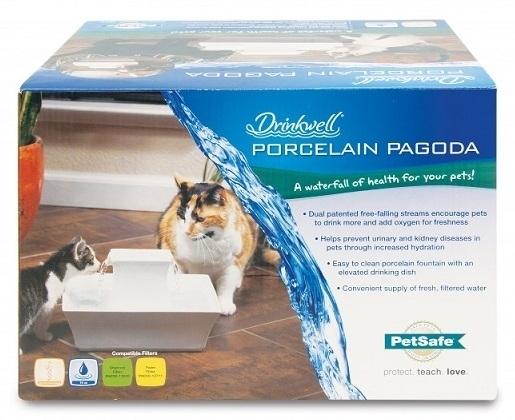 PORCELAIN PAGODA
Drinkwell
PORCELAIN PAGODA
A waterfall of health for your pets!
• Dual patented free-falling streams encourage pets
to drink more and add oxygen for freshness
• Helps prevent urinary and kidney diseases in
pets through increased hydration
• Easy to clean porcelain fountain with an
elevated drinking dish
• Convenient supply of fresh, filtered water
PetSafe
protect. teach. love.
Compatible Filters